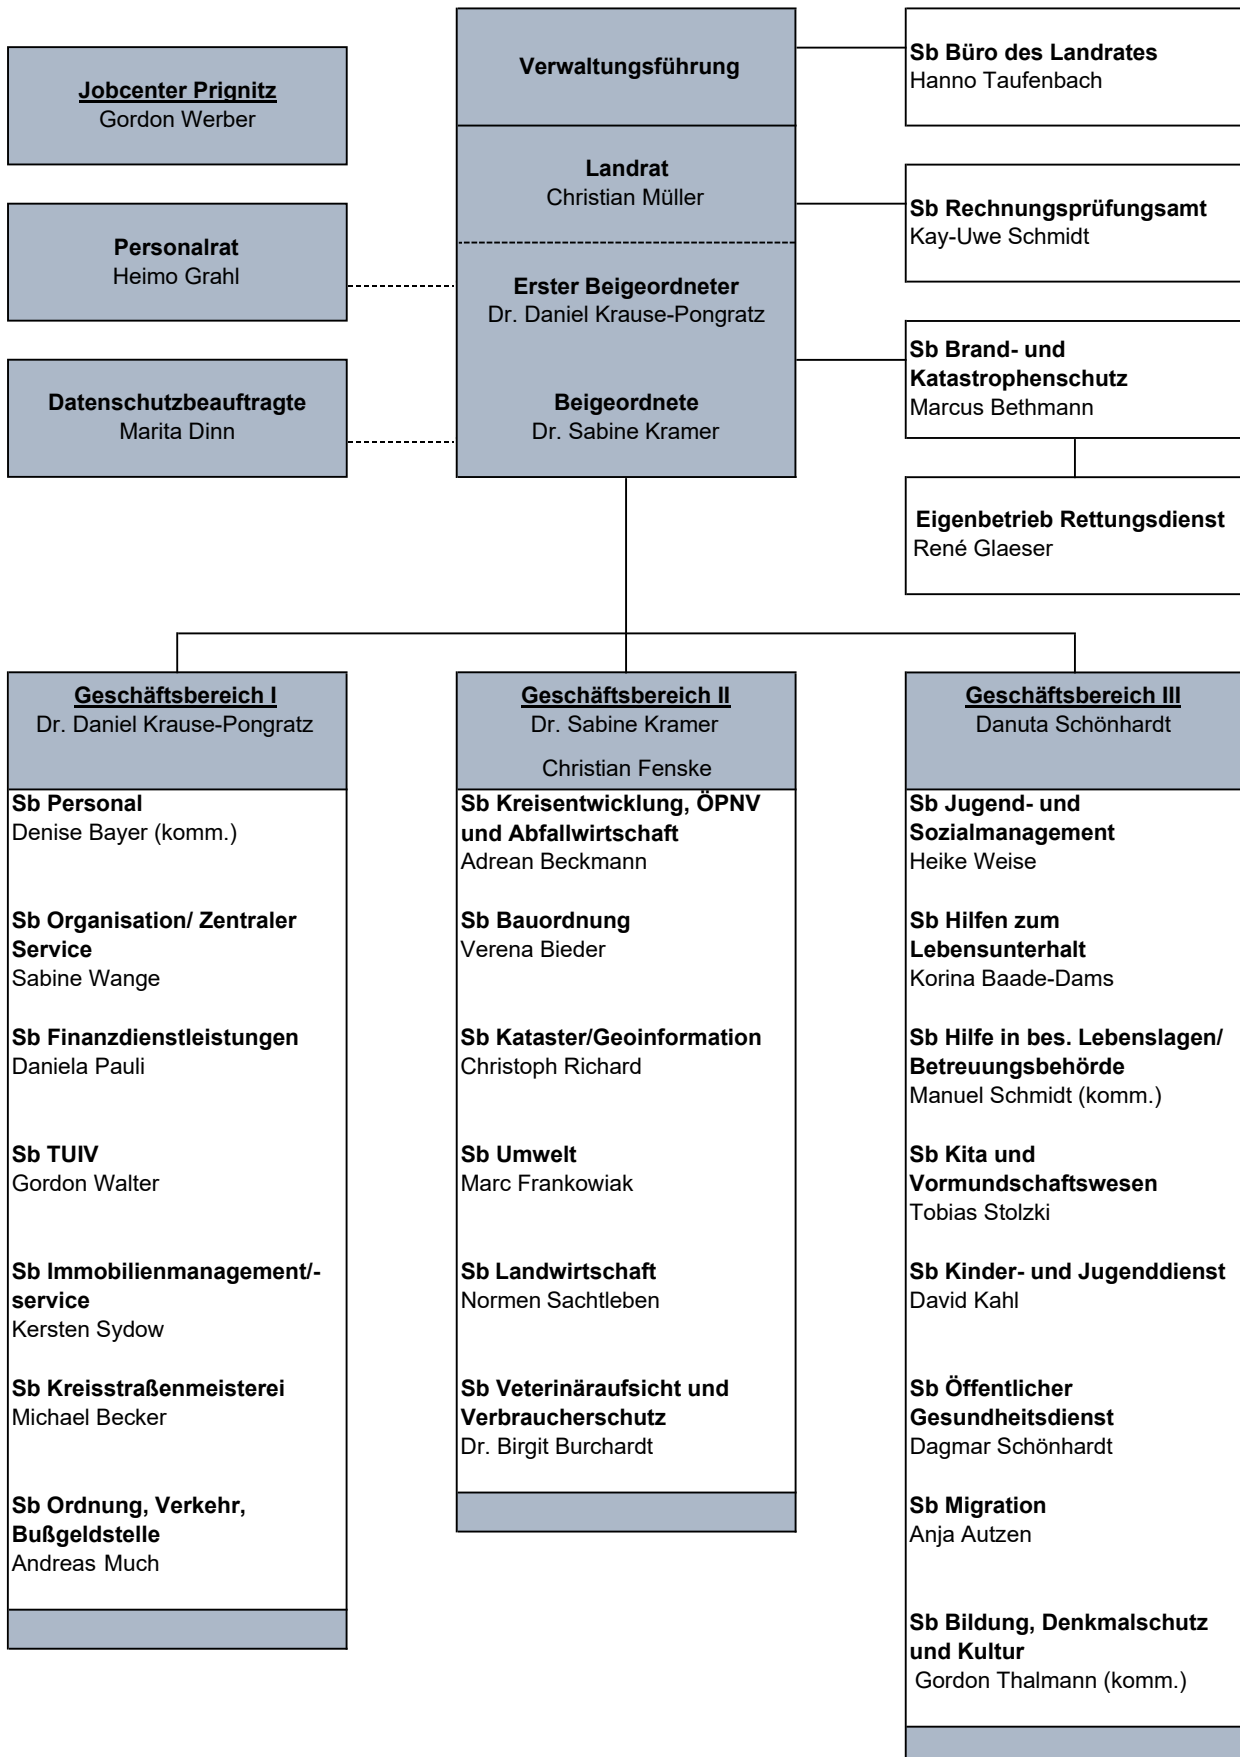 Jobcenter Prignitz
Gordon Werber
Personalrat
Heimo Grahl
Datenschutzbeauftragte
Marita Dinn
Verwaltungsführung
Landrat
Christian Müller
Erster Beigeordneter
Dr. Daniel Krause-Pongratz
Beigeordnete
Dr. Sabine Kramer
Sb Büro des Landrates
Hanno Taufenbach
Sb Rechnungsprüfungsamt
Kay-Uwe Schmidt
Sb Brand- und
Katastrophenschutz
Marcus Bethmann
Eigenbetrieb Rettungsdienst
René Glaeser
Geschäftsbereich I
Dr. Daniel Krause-Pongratz
Sb Personal
Denise Bayer (komm.)
Sb Organisation/ Zentraler
Service
Sabine Wange
Sb Finanzdienstleistungen
Daniela Pauli
Sb TUIV
Gordon Walter
Sb Immobilienmanagement/-
service
Kersten Sydow
Sb Kreisstraßenmeisterei
Michael Becker
Sb Ordnung, Verkehr,
Bußgeldstelle
Andreas Much
Geschäftsbereich II
Dr. Sabine Kramer
Christian Fenske
Sb Kreisentwicklung, ÖPNV
und Abfallwirtschaft
Adrean Beckmann
Sb Bauordnung
Verena Bieder
Sb Kataster/Geoinformation
Christoph Richard
Sb Umwelt
Marc Frankowiak
Sb Landwirtschaft
Normen Sachtleben
Sb Veterinäraufsicht und
Verbraucherschutz
Dr. Birgit Burchardt
Geschäftsbereich III
Danuta Schönhardt
Sb Jugend- und
Sozialmanagement
Heike Weise
Sb Hilfen zum
Lebensunterhalt
Korina Baade-Dams
Sb Hilfe in bes. Lebenslagen/
Betreuungsbehörde
Manuel Schmidt (komm.)
Sb Kita und
Vormundschaftswesen
Tobias Stolzki
Sb Kinder- und Jugenddienst
David Kahl
Sb Öffentlicher
Gesundheitsdienst
Dagmar Schönhardt
Sb Migration
Anja Autzen
Sb Bildung, Denkmalschutz
und Kultur
Gordon Thalmann (komm.)